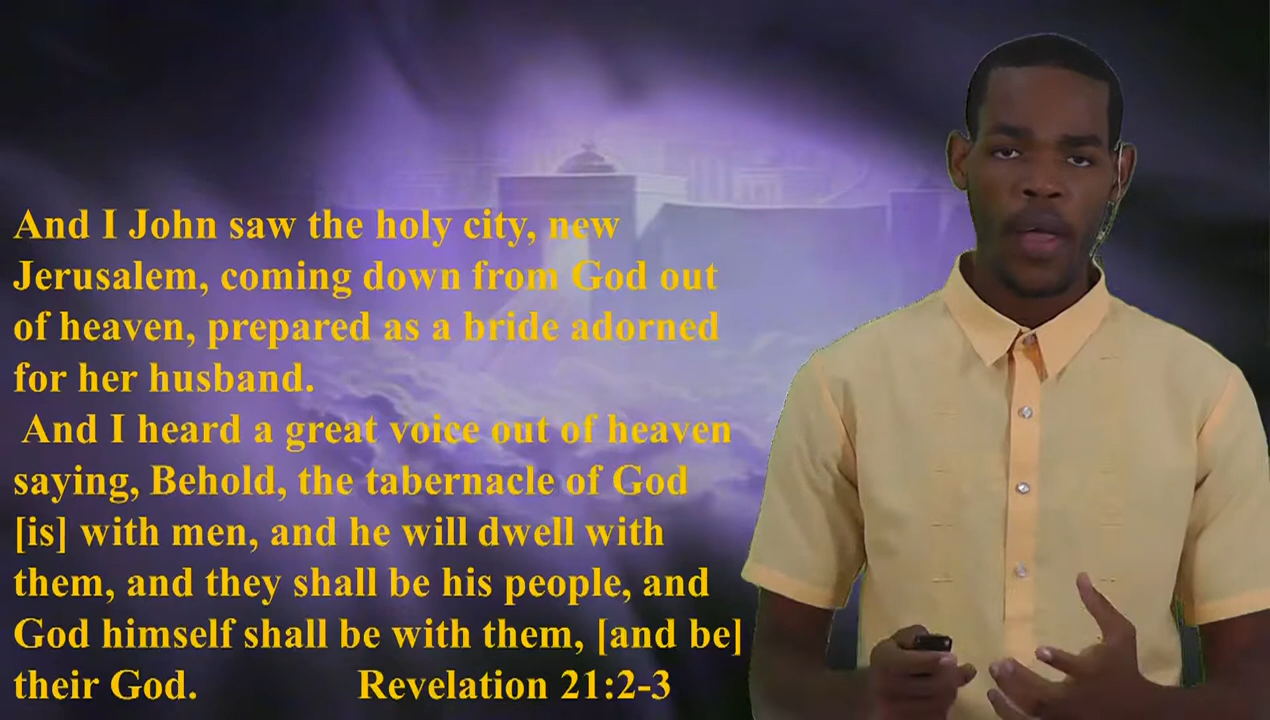 And I John saw the holy city, new
Jerusalem, coming down from God out
of heaven, prepared as a bride adorned
for her husband.
And I heard a great voice out of heaven
saying, Behold, the tabernacle of God
[is] with men, and he will dwell with
them, and they shall be his people, and
God himself shall be with them, [and be]
their God. Revelation 21:2-3